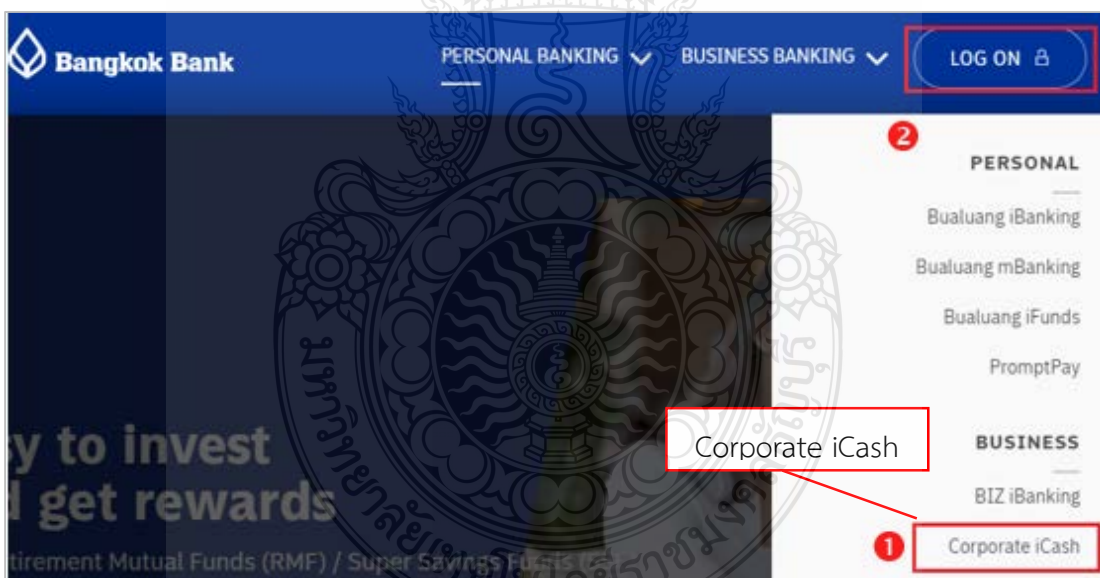 Bangkok Bank
PERSONAL BANKING
BUSINESS BANKING
LOG ON
2
PERSONAL
Bualuang iBanking
Bualuang mBanking
Bualuang iFunds
PromptPay
Corporate iCash
BUSINESS
BIZ iBanking
1
Corporate iCash
y to invest
get rewards
tirement Mutual Funds (RMF) / Super Savings Funds